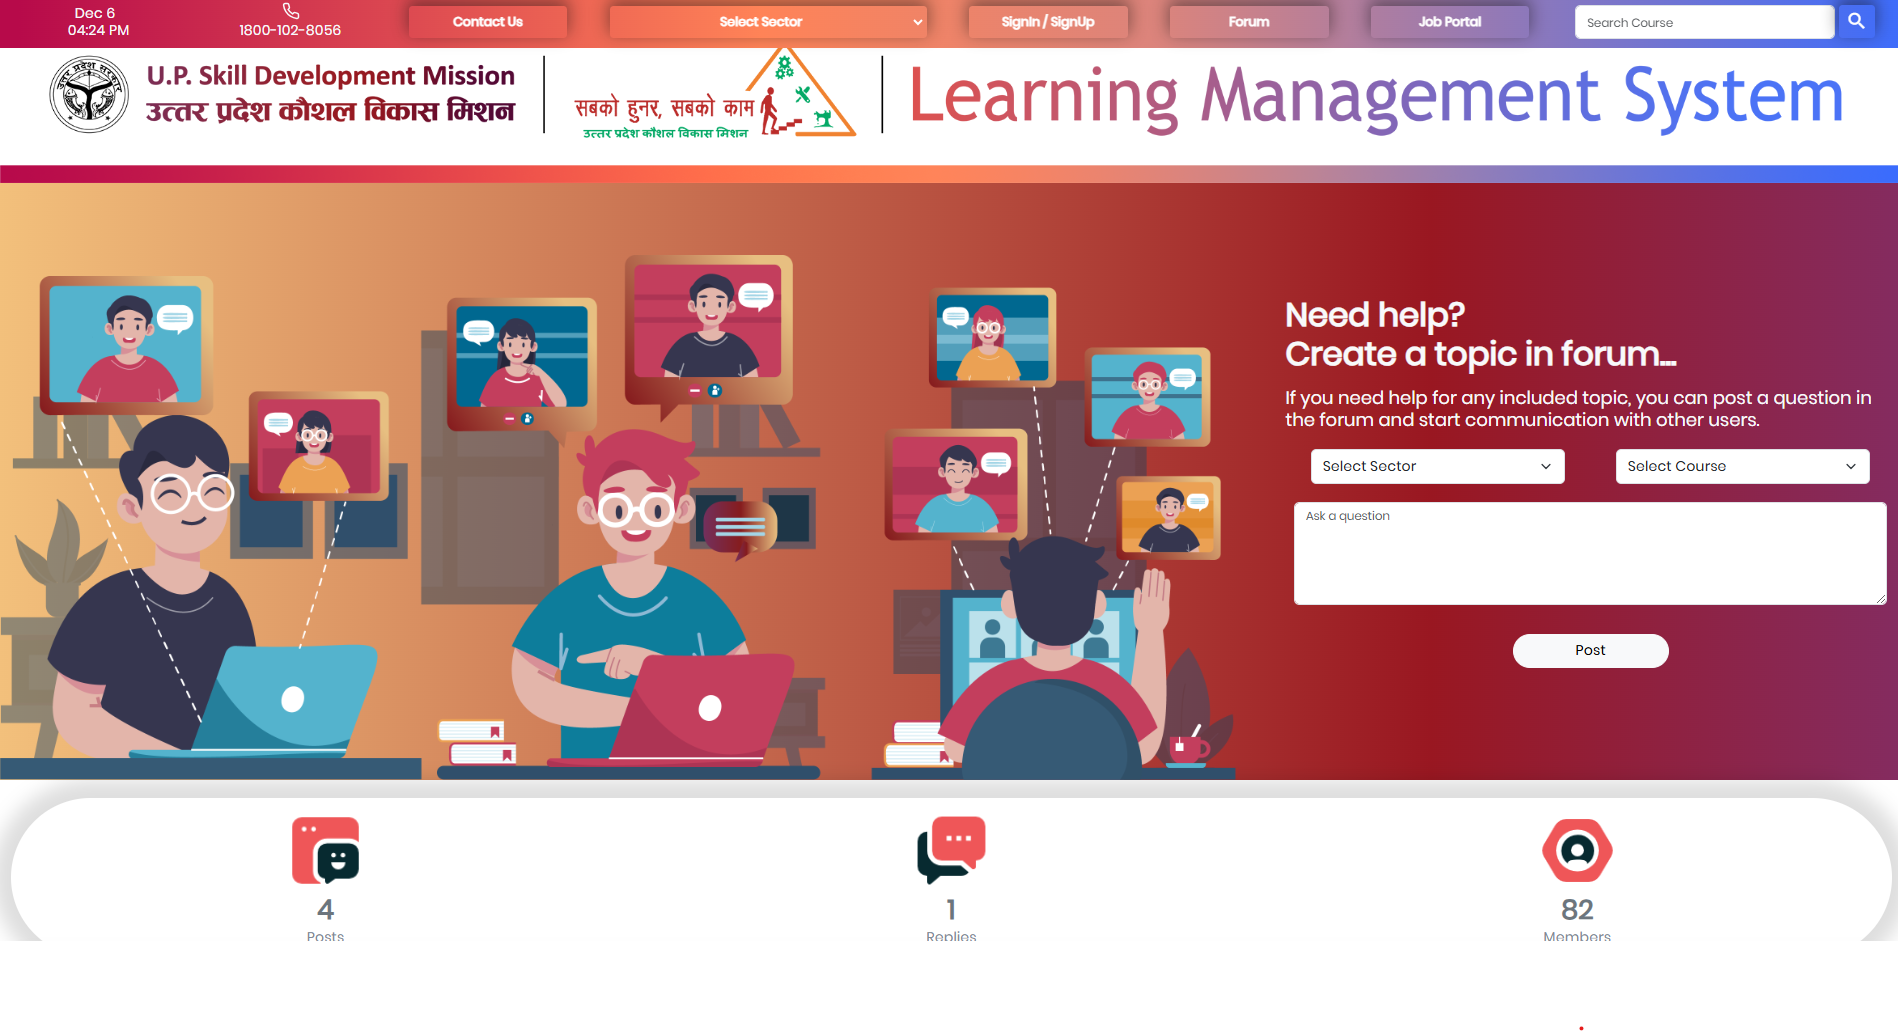 Dec 6
04:24 PM
1800-102-8056
Contact Us
Select Sector
SignIn / SignUp
Forum
Job Portal
Search Course
उत्तर प्रदेश सरकार
U.P. Skill Development Mission
उत्तर प्रदेश कौशल विकास मिशन
सबको हुनर, सबको काम
उत्तर प्रदेश कौशल विकास मिशन
Learning Management System
Need help?
Create a topic in forum...
If you need help for any included topic, you can post a question in
the forum and start communication with other users.
Select Sector
Select Course
Ask a question
Post
4
Posts
1
Replies
82
Members